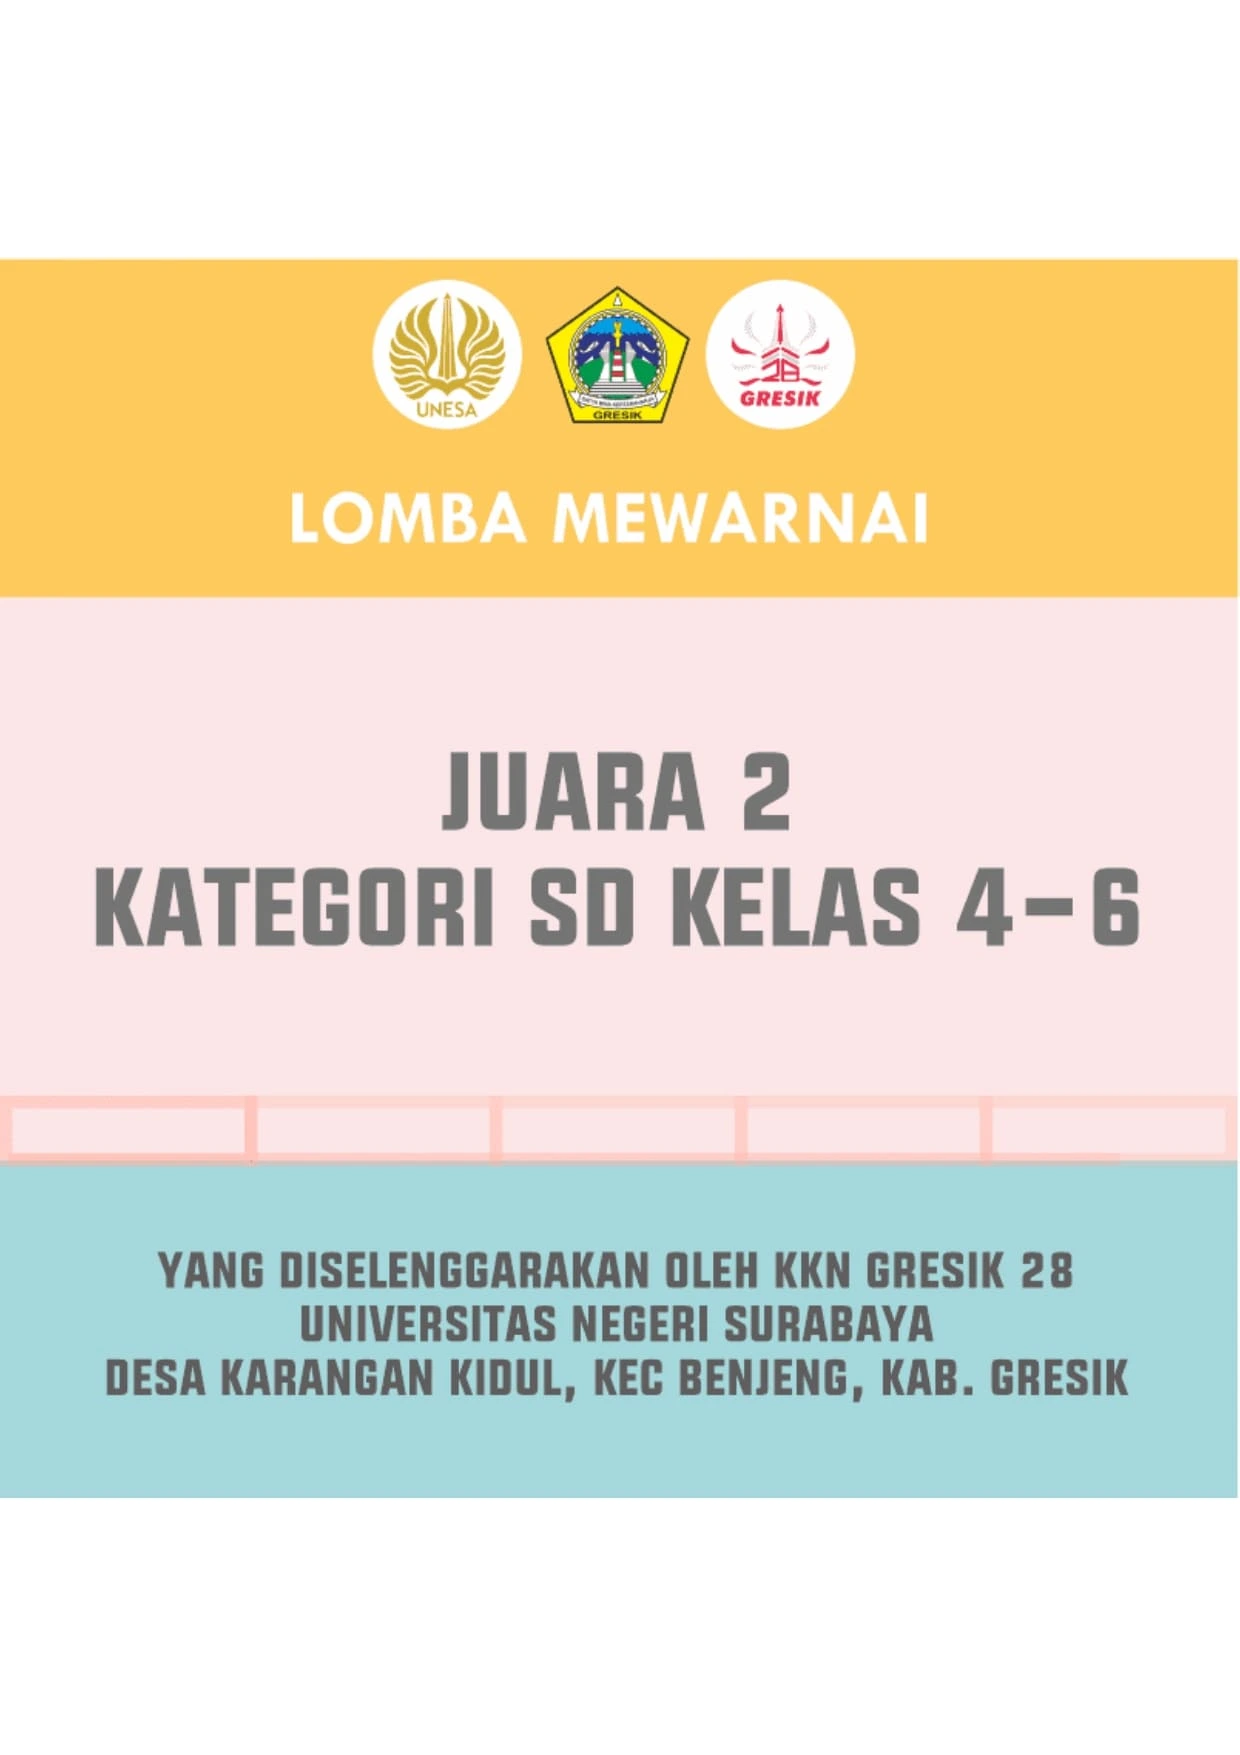 UNESA
GRESIK
28
GRESIK
LOMBA MEWARNAI
JUARA 2
KATEGORI SD KELAS 4-6
YANG DISELENGGARAKAN OLEH KKN GRESIK 28
UNIVERSITAS NEGERI SURABAYA
DESA KARANGAN KIDUL, KEC BENJENG, KAB. GRESIK